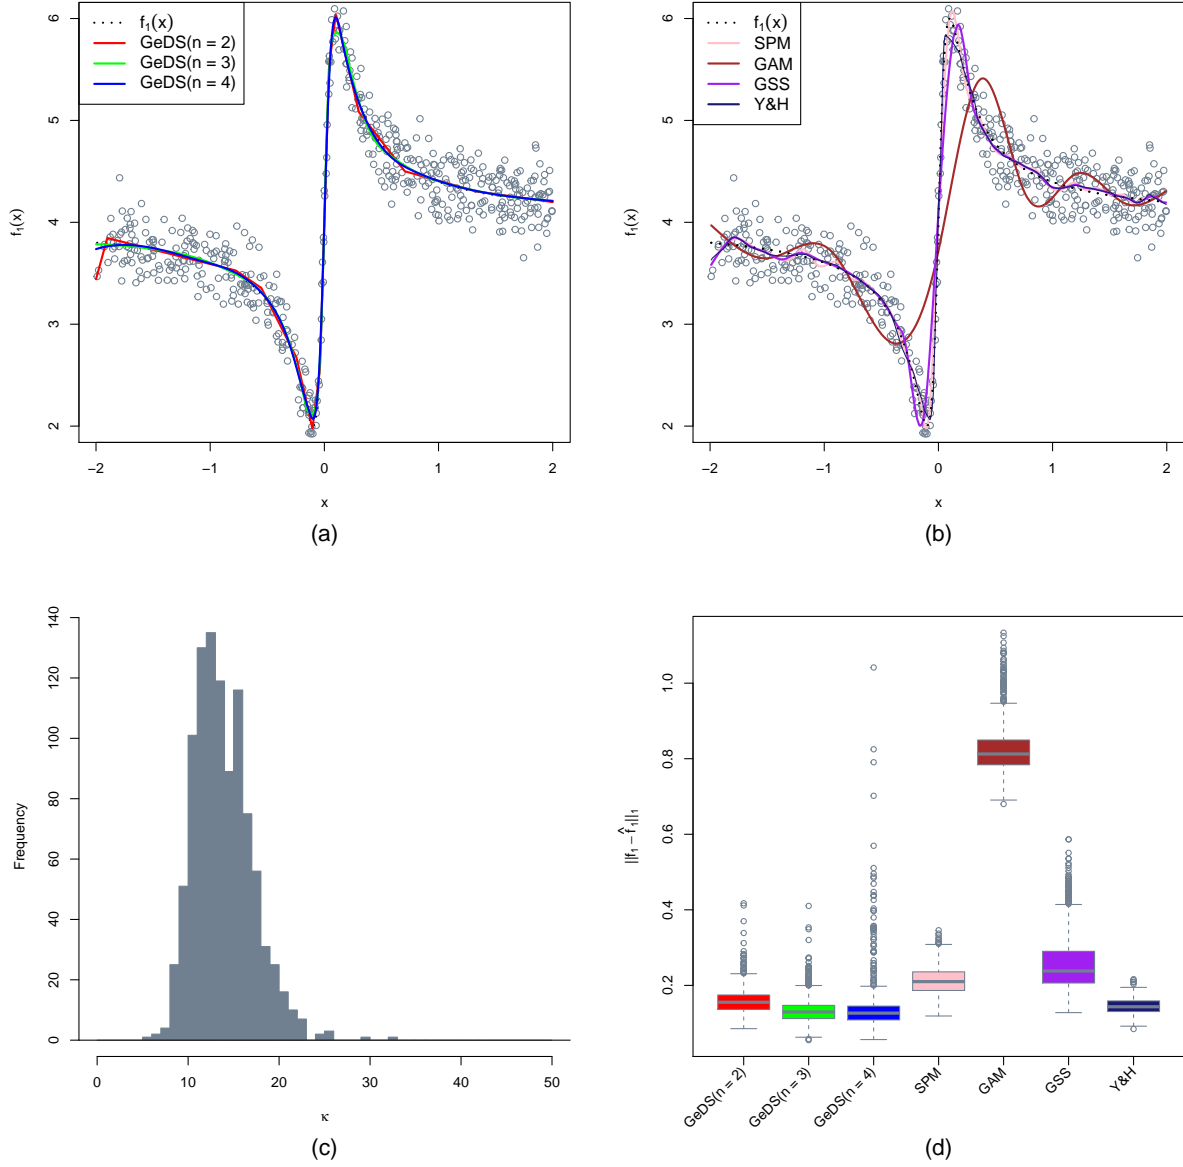 f₁(x)
GeDS(n = 2)
GeDS(n = 3)
GeDS(n = 4)
6
5
4
3
2
f₁(x)
−2
−1
0
1
2
x
(a)
f₁(x)
SPM
GAM
GSS
Y&H
6
5
4
3
2
f₁(x)
−2
−1
0
1
2
x
(b)
140
120
100
80
60
40
20
0
Frequency
0
10
20
30
40
50
κ
(c)
1.0
0.8
0.6
0.4
0.2
||f₁ − f̂₁||₁
GeDS(n = 2)
GeDS(n = 3)
GeDS(n = 4)
SPM
GAM
GSS
Y&H
(d)